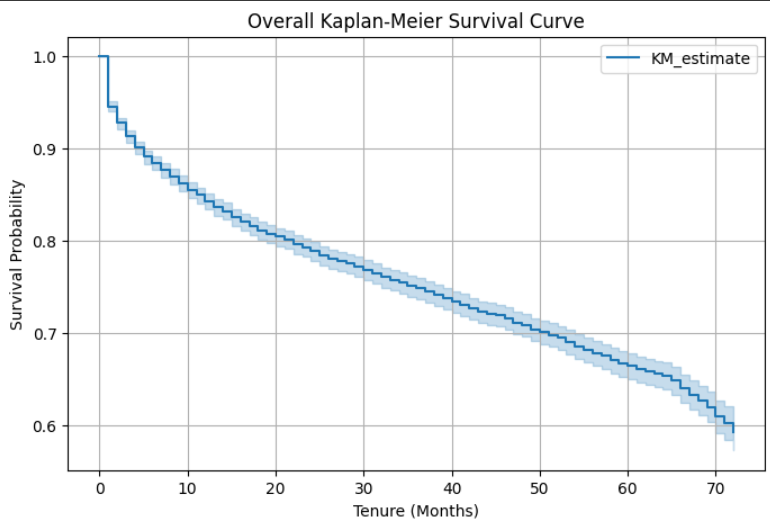 Overall Kaplan-Meier Survival Curve
KM_estimate
Survival Probability
1.0
0.9
0.8
0.7
0.6
0 10 20 30 40 50 60 70
Tenure (Months)